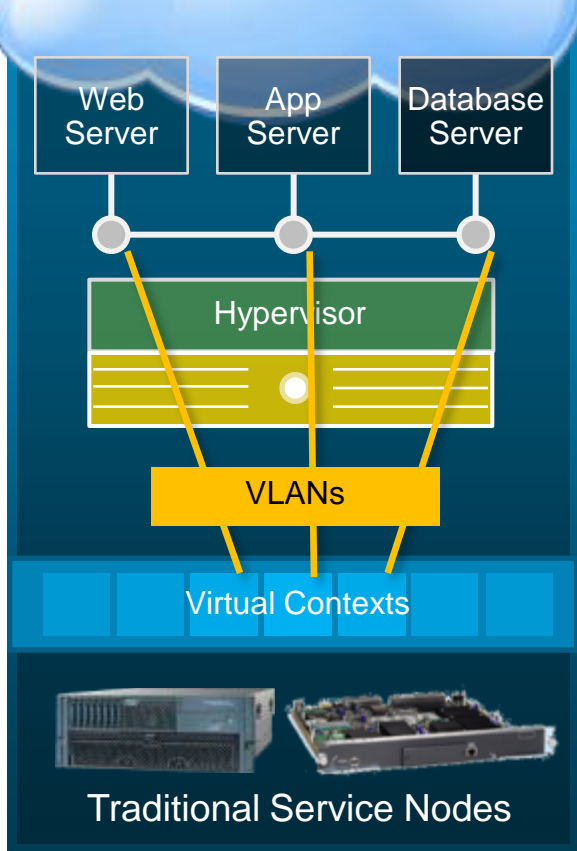 Web
Server
App
Server
Database
Server
Hypervisor
VLANs
Virtual Contexts
Traditional Service Nodes